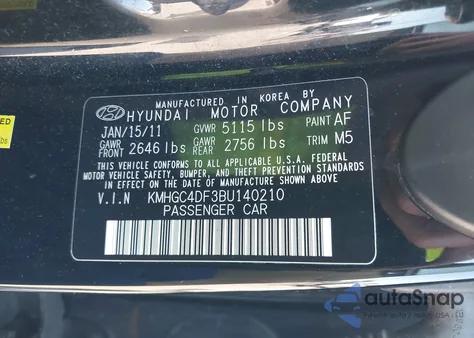 MANUFACTURED IN KOREA BY
HYUNDAI MOTOR COMPANY
JAN/15/11 GVWR 5115 lbs PAINT AF
GAWR FRONT 2646 lbs GAWR REAR 2756 lbs TRIM M5
THIS VEHICLE CONFORMS TO ALL APPLICABLE U.S.A. FEDERAL
MOTOR VEHICLE SAFETY, BUMPER, AND THEFT PREVENTION STANDARDS
IN EFFECT ON THE DATE OF MANUFACTURE SHOWN ABOVE.
V.I.N KMHGC4DF3BU140210
PASSENGER CAR
lbs
autoSnap